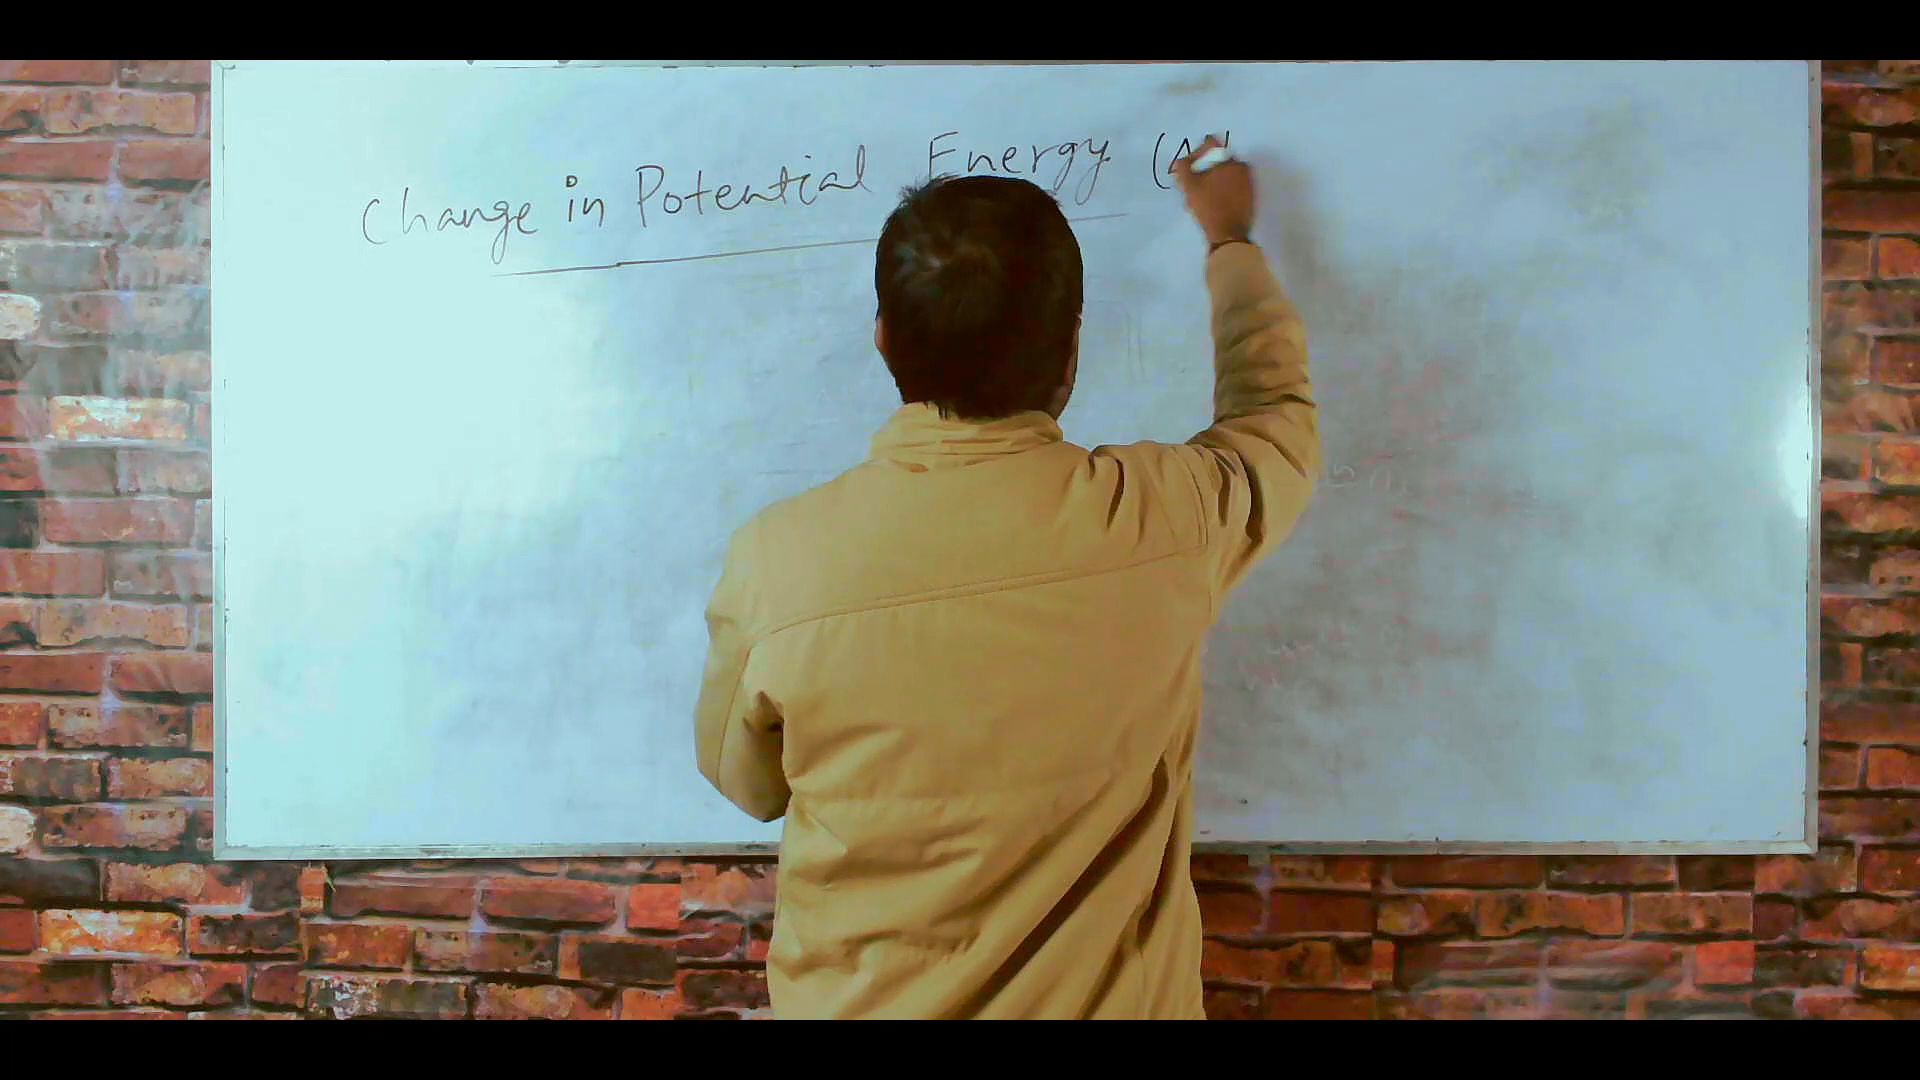 Change in Potential Energy (Δ